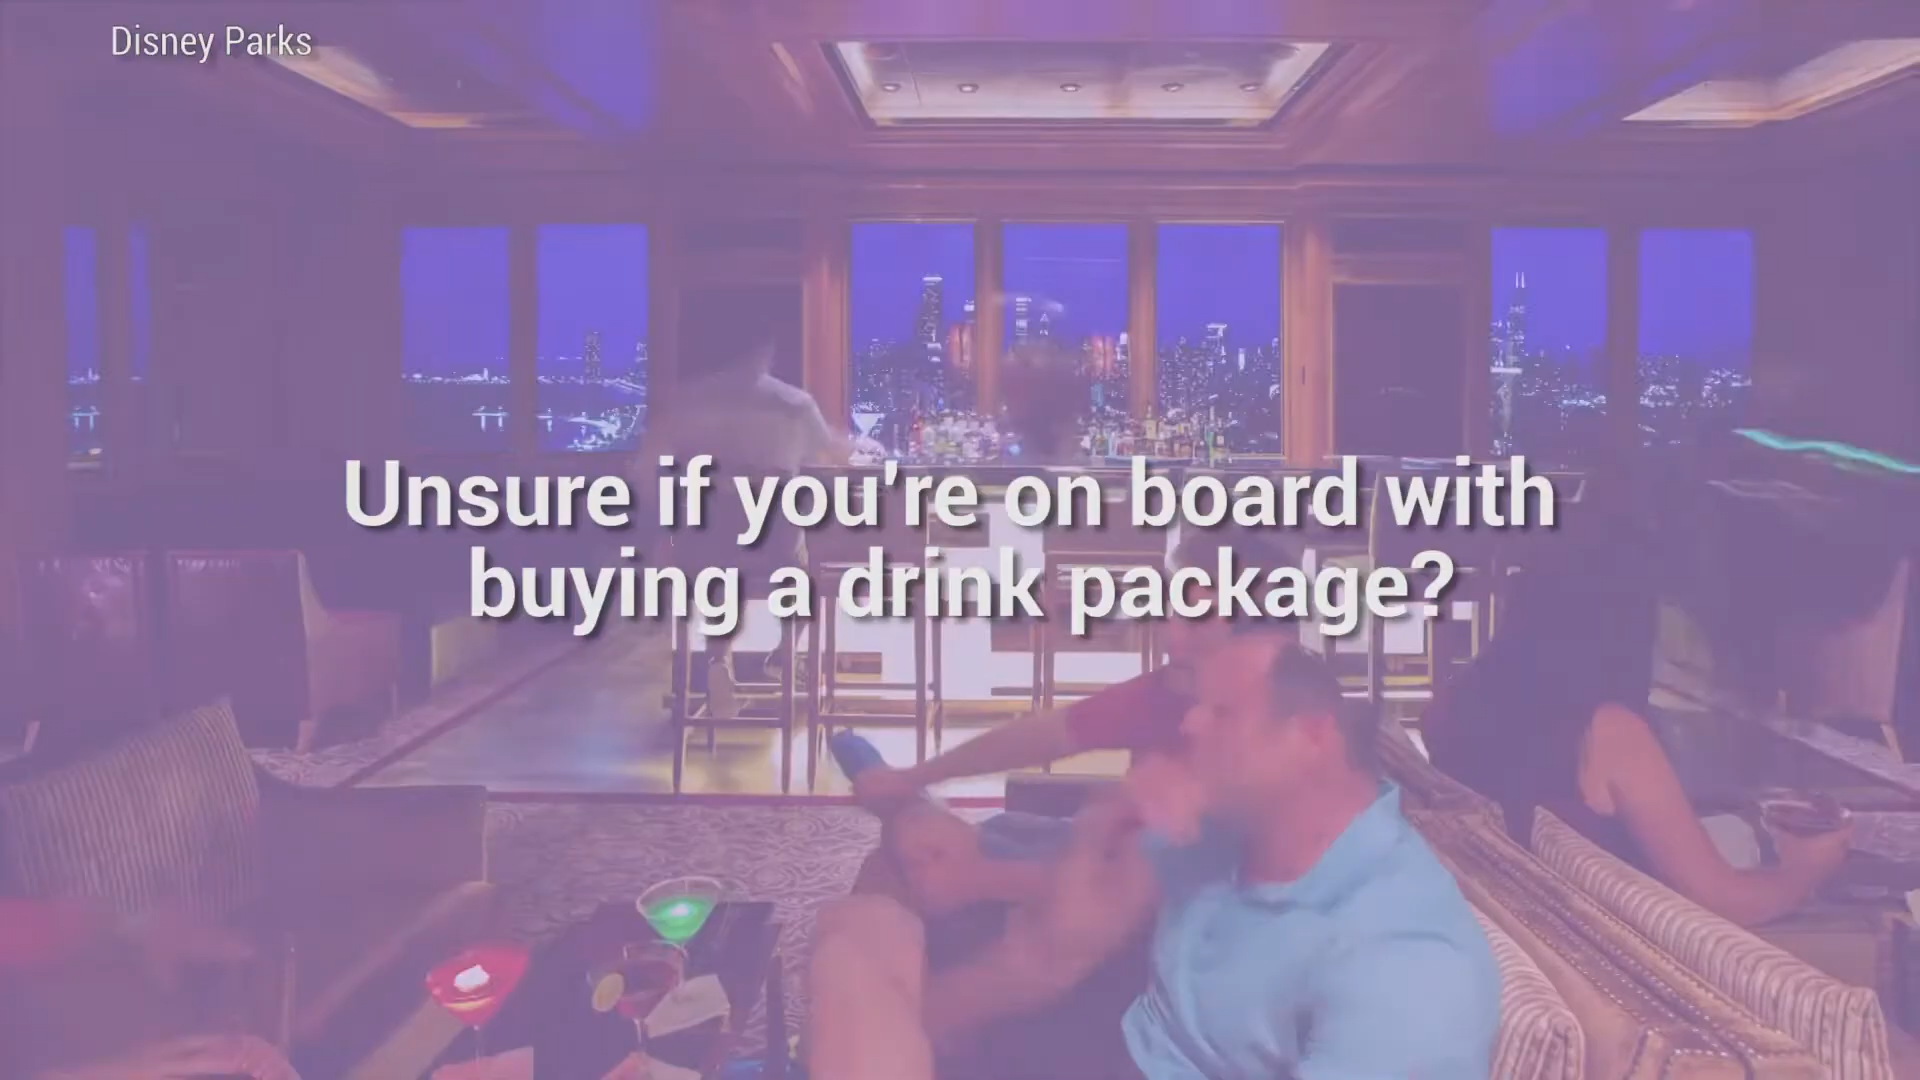 Disney Parks
Unsure if you're on board with
buying a drink package?